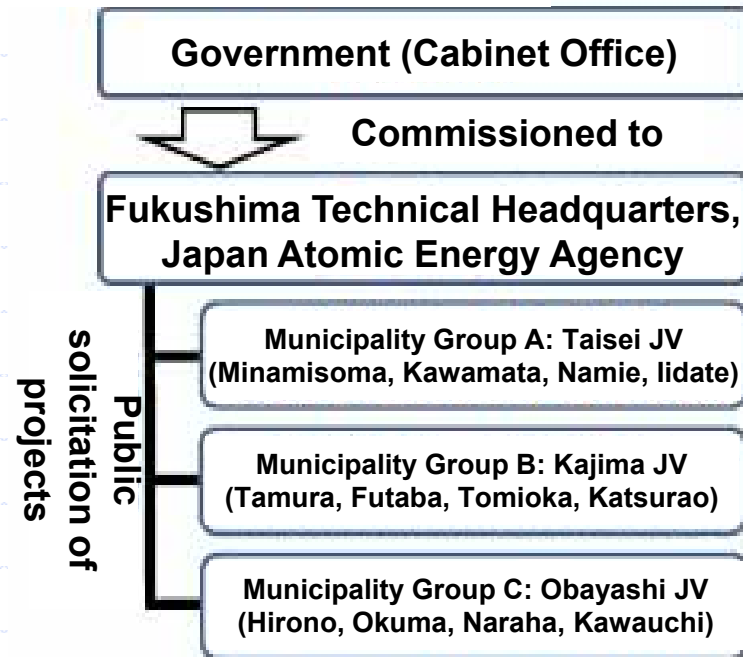 Government (Cabinet Office)
Commissioned to
Fukushima Technical Headquarters,
Japan Atomic Energy Agency
Public
solicitation of
projects
Municipality Group A: Taisei JV
(Minamisoma, Kawamata, Namie, Iidate)
Municipality Group B: Kajima JV
(Tamura, Futaba, Tomioka, Katsurao)
Municipality Group C: Obayashi JV
(Hirono, Okuma, Naraha, Kawauchi)